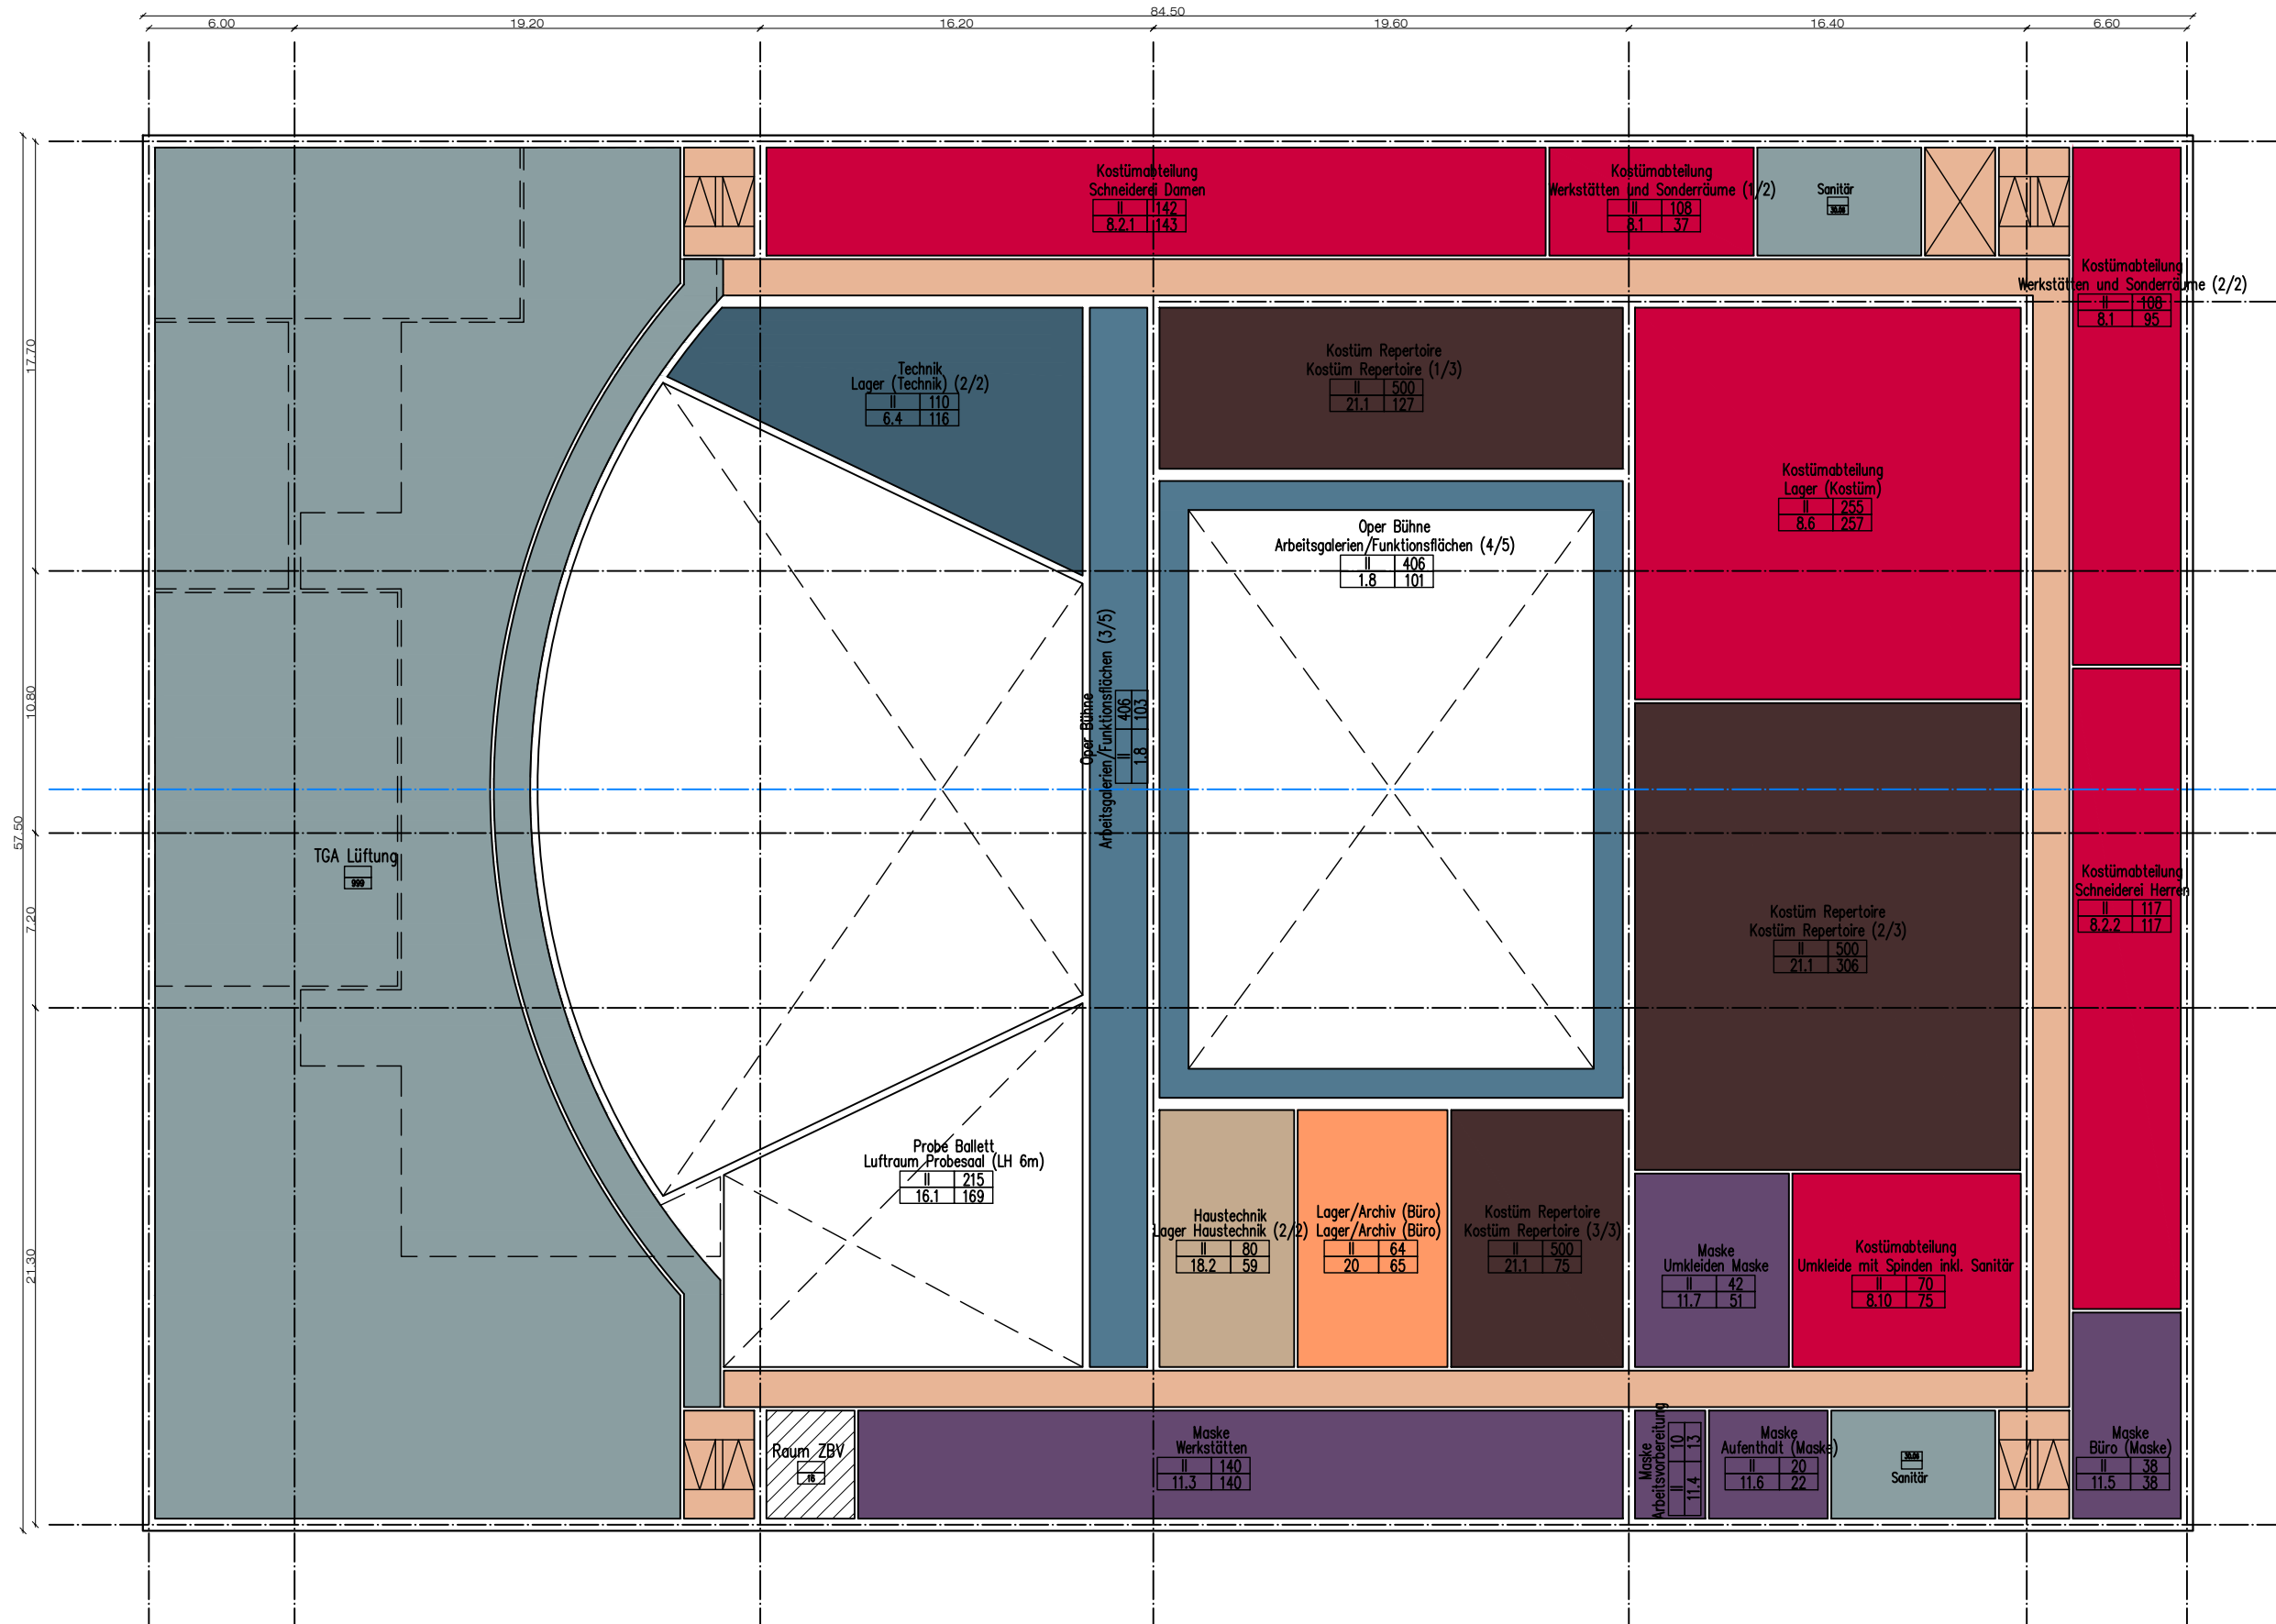 84.50
6.00 19.20 16.20 19.60 16.40 6.60
57.50
17.70
10.80
7.20
21.30
Kostümabteilung
Schneiderei Damen
II 142
8.2.1 143
Kostümabteilung
Werkstätten und Sonderräume (1/2)
II 108
8.1 37
Sanitär
Kostümabteilung
Werkstätten und Sonderräume (2/2)
II 108
8.1 95
Technik
Lager (Technik) (2/2)
II 110
6.4 116
Kostüm Repertoire
Kostüm Repertoire (1/3)
II 500
21.1 127
Kostümabteilung
Lager (Kostüm)
II 255
8.6 257
Oper Bühne
Arbeitsgalerien/Funktionsflächen (4/5)
II 406
1.8 101
Oper Bühne
Arbeitsgalerien/Funktionsflächen (3/5)
II 406
1.8 103
TGA Lüftung
999
Kostümabteilung
Schneiderei Herren
II 117
8.2.2 117
Kostüm Repertoire
Kostüm Repertoire (2/3)
II 500
21.1 306
Probe Ballett
Luftraum Probesaal (LH 6m)
II 215
16.1 169
Haustechnik
Lager Haustechnik (2/2)
II 80
18.2 59
Lager/Archiv (Büro)
Lager/Archiv (Büro)
II 64
20 65
Kostüm Repertoire
Kostüm Repertoire (3/3)
II 500
21.1 75
Maske
Umkleiden Maske
II 42
11.7 51
Kostümabteilung
Umkleide mit Spinden inkl. Sanitär
II 70
8.10 75
Raum ZBV
Maske
Werkstätten
II 140
11.3 140
Maske
Arbeitsvorbereitung
II 10
11.4 13
Maske
Aufenthalt (Maske)
II 20
11.6 22
Sanitär
Maske
Büro (Maske)
II 38
11.5 38